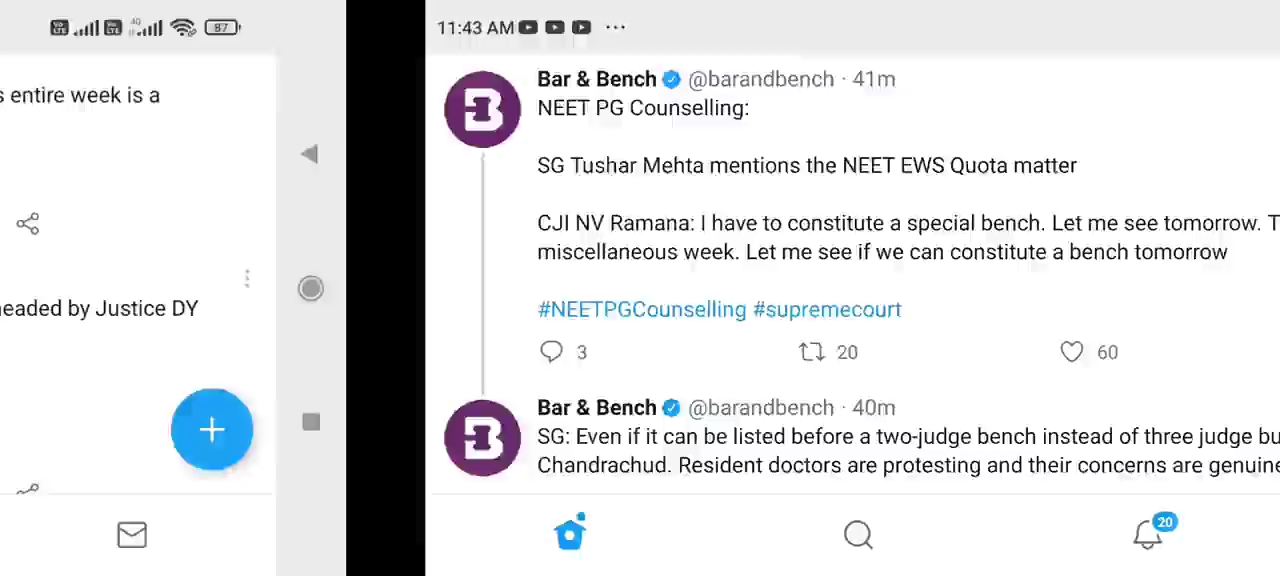 87
s entire week is a
eaded by Justice DY
11:43 AM
Bar & Bench @barandbench · 41m
NEET PG Counselling:
SG Tushar Mehta mentions the NEET EWS Quota matter
CJI NV Ramana: I have to constitute a special bench. Let me see tomorrow. T
miscellaneous week. Let me see if we can constitute a bench tomorrow
#NEETPGCounselling #supremecourt
3 20 60
Bar & Bench @barandbench · 40m
SG: Even if it can be listed before a two-judge bench instead of three judge bu
Chandrachud. Resident doctors are protesting and their concerns are genuine
20